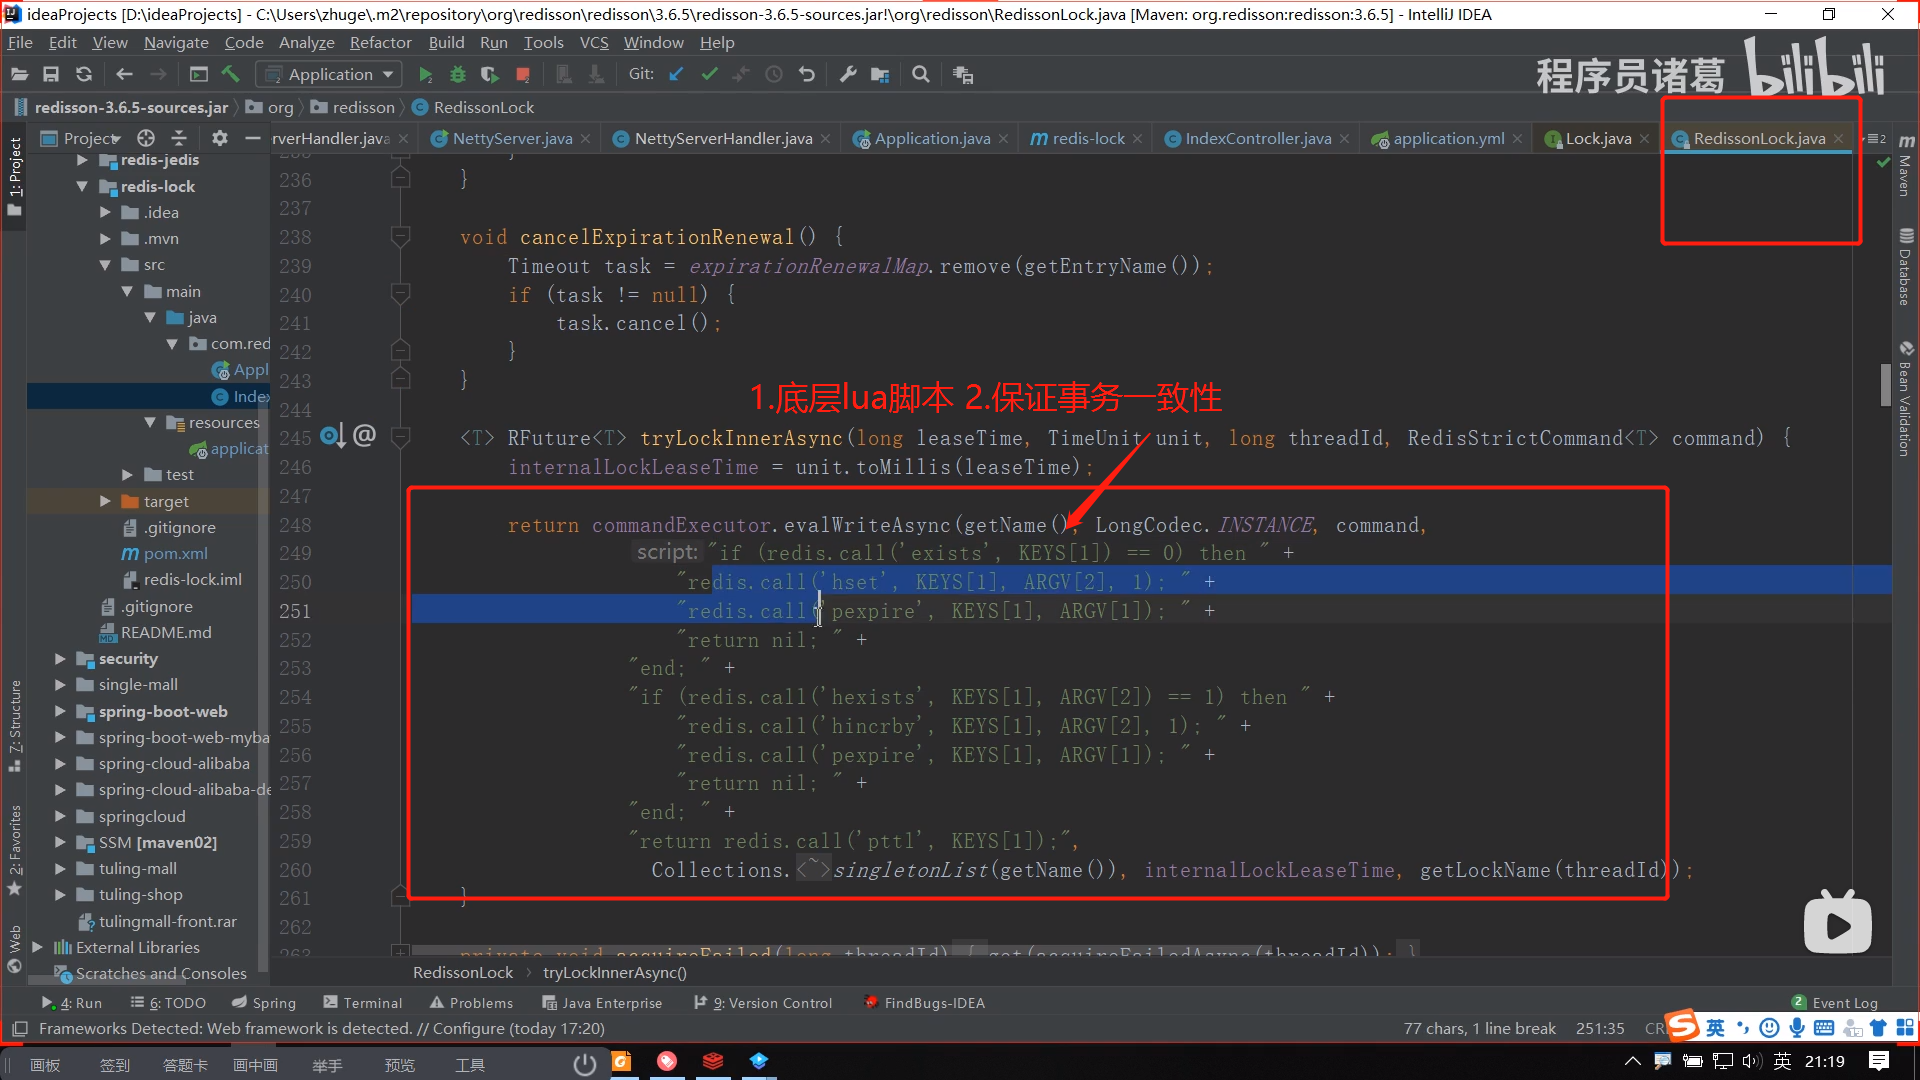 ideaProjects [D:\ideaProjects] - C:\Users\zhuge\.m2\repository\org\redisson\redisson\3.6.5\redisson-3.6.5-sources.jar!\org\redisson\RedissonLock.java [Maven: org.redisson:redisson:3.6.5] - IntelliJ IDEA
File Edit View Navigate Code Analyze Refactor Build Run Tools VCS Window Help
Application Git:
程序员诸葛 bilibili
redisson-3.6.5-sources.jar org redisson RedissonLock
Project
rverHandler.java NettyServer.java NettyServerHandler.java Application.java redis-lock IndexController.java application.yml Lock.java RedissonLock.java 2
1: Project
7: Structure
2: Favorites
Web
Maven
Database
Bean Validation
redis-jedis
redis-lock
.idea
.mvn
src
main
java
com.red
Appl
Index
resources
applicat
test
target
.gitignore
pom.xml
redis-lock.iml
.gitignore
README.md
security
single-mall
spring-boot-web
spring-boot-web-myba
spring-cloud-alibaba
spring-cloud-alibaba-de
springcloud
SSM [maven02]
tuling-mall
tuling-shop
tulingmall-front.rar
External Libraries
Scratches and Consoles
236 }
237
238 void cancelExpirationRenewal() {
239 Timeout task = expirationRenewalMap.remove(getEntryName());
240 if (task != null) {
241 task.cancel();
242 }
243 }
1.底层lua脚本 2.保证事务一致性
244
245 <T> RFuture<T> tryLockInnerAsync(long leaseTime, TimeUnit unit, long threadId, RedisStrictCommand<T> command) {
246 internalLockLeaseTime = unit.toMillis(leaseTime);
247
248 return commandExecutor.evalWriteAsync(getName(), LongCodec.INSTANCE, command,
249 script: "if (redis.call('exists', KEYS[1]) == 0) then " +
250 "redis.call('hset', KEYS[1], ARGV[2], 1); " +
251 "redis.call('pexpire', KEYS[1], ARGV[1]); " +
252 "return nil; " +
253 "end; " +
254 "if (redis.call('hexists', KEYS[1], ARGV[2]) == 1) then " +
255 "redis.call('hincrby', KEYS[1], ARGV[2], 1); " +
256 "redis.call('pexpire', KEYS[1], ARGV[1]); " +
257 "return nil; " +
258 "end; " +
259 "return redis.call('pttl', KEYS[1]);",
260 Collections.<~>singletonList(getName()), internalLockLeaseTime, getLockName(threadId));
261 }
262
263 private void acquireFailed(long threadId) { get(acquireFailedAsync(threadId)); }
RedissonLock tryLockInnerAsync()
4: Run 6: TODO Spring Terminal Problems Java Enterprise 9: Version Control FindBugs-IDEA 2 Event Log
Frameworks Detected: Web framework is detected. // Configure (today 17:20) 77 chars, 1 line break 251:35 CR 英
画板 签到 答题卡 画中画 举手 预览 工具 英 21:19